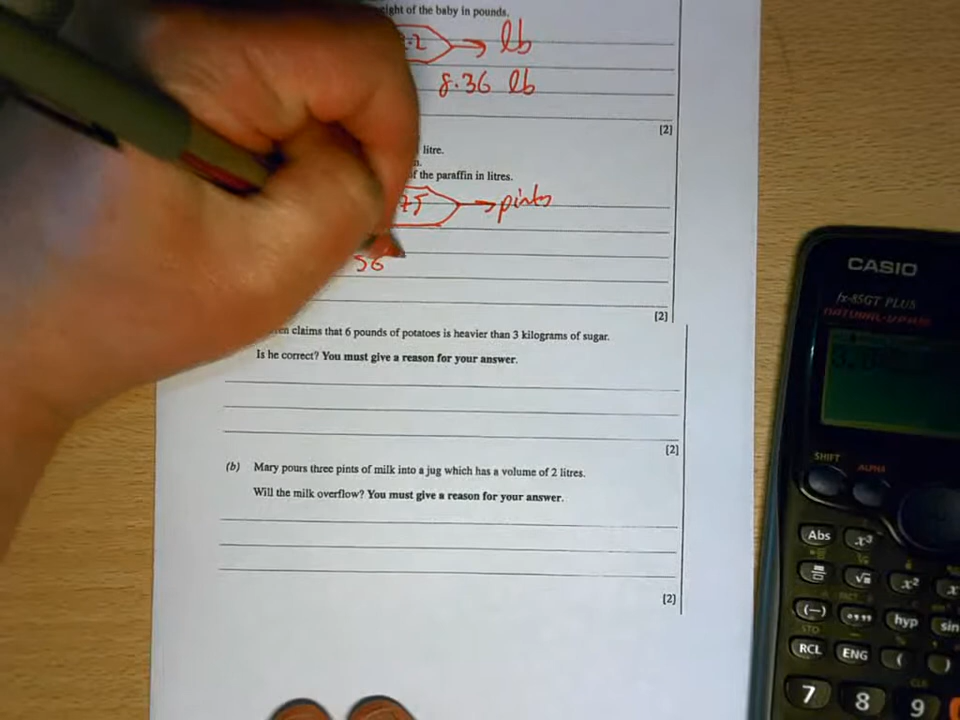 of the baby in pounds.
lb
8.36 lb
[2]
litre.
of the paraffin in litres.
75 → pints
56
[2]
claims that 6 pounds of potatoes is heavier than 3 kilograms of sugar.
Is he correct? You must give a reason for your answer.
[2]
(b) Mary pours three pints of milk into a jug which has a volume of 2 litres.
Will the milk overflow? You must give a reason for your answer.
[2]
CASIO
fx-85GT PLUS
NATURAL-V.P.A.M.
SHIFT ALPHA
Abs x³
x²
(−) hyp sin
STO
RCL ENG ( )
7 8 9